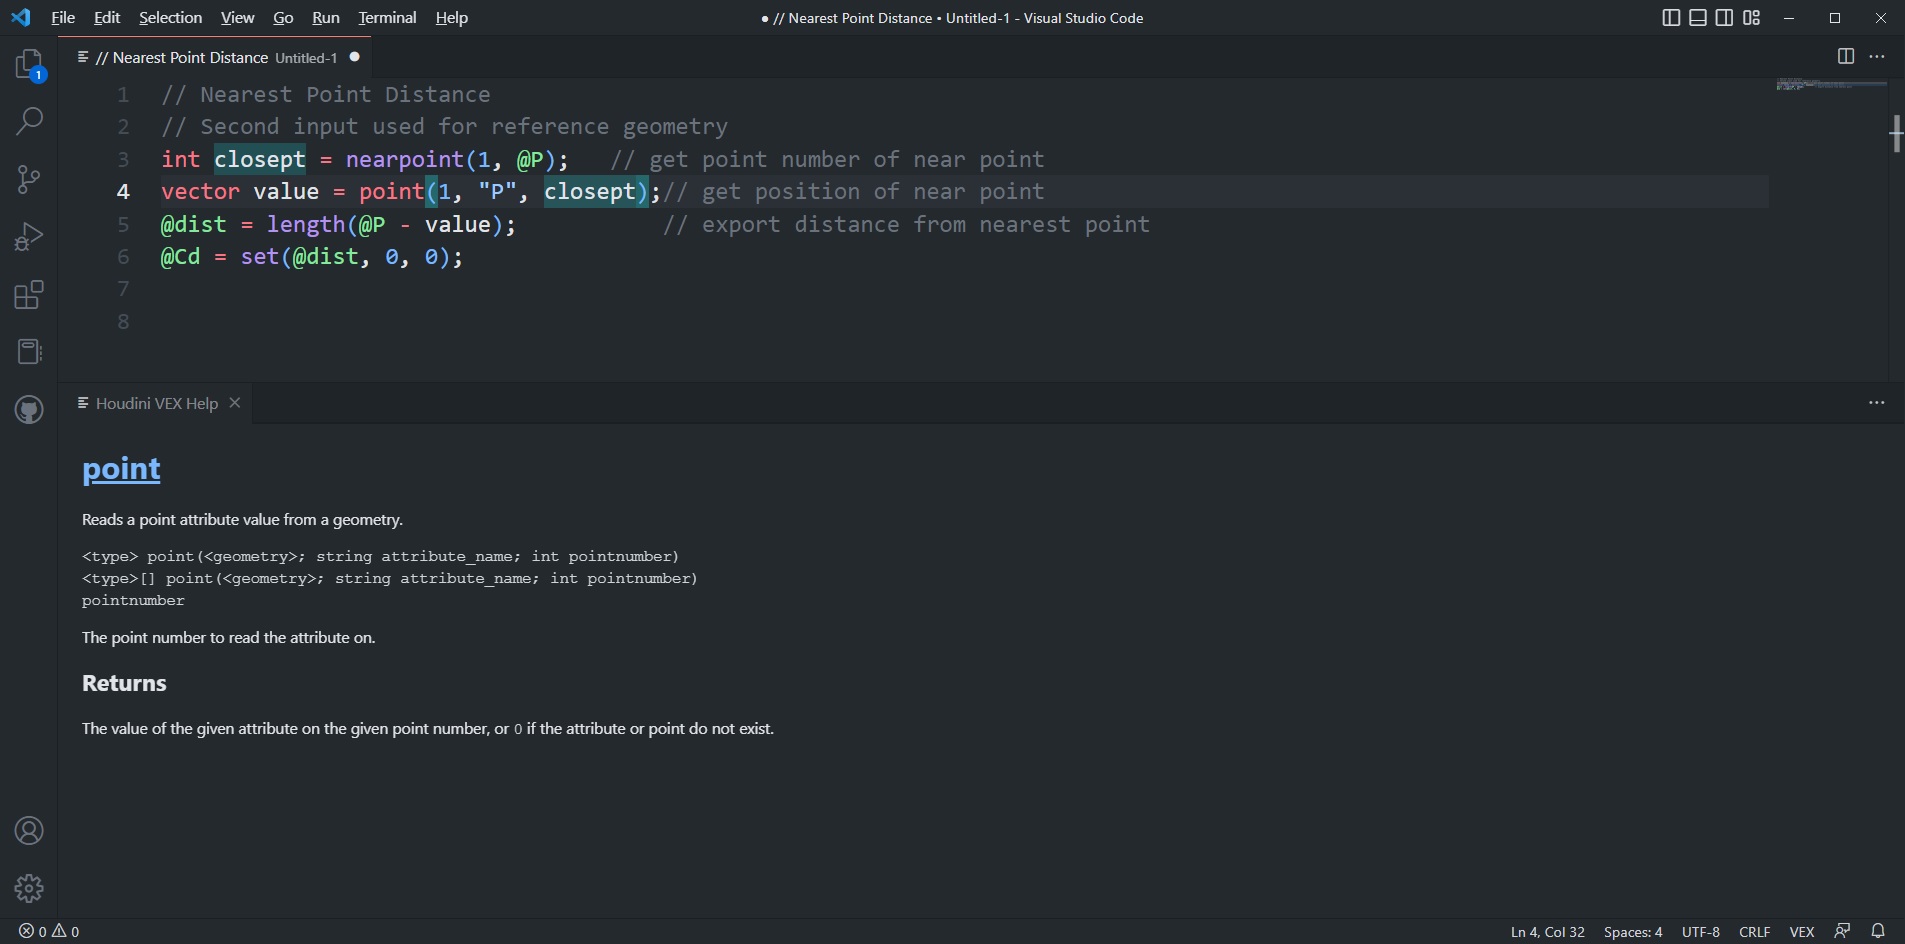 File Edit Selection View Go Run Terminal Help
● // Nearest Point Distance • Untitled-1 - Visual Studio Code
1
// Nearest Point Distance Untitled-1
1 // Nearest Point Distance
2 // Second input used for reference geometry
3 int closept = nearpoint(1, @P); // get point number of near point
4 vector value = point(1, "P", closept);// get position of near point
5 @dist = length(@P - value); // export distance from nearest point
6 @Cd = set(@dist, 0, 0);
7
8
Houdini VEX Help
point
Reads a point attribute value from a geometry.
<type> point(<geometry>; string attribute_name; int pointnumber)
<type>[] point(<geometry>; string attribute_name; int pointnumber)
pointnumber
The point number to read the attribute on.
Returns
The value of the given attribute on the given point number, or 0 if the attribute or point do not exist.
0 0
Ln 4, Col 32 Spaces: 4 UTF-8 CRLF VEX